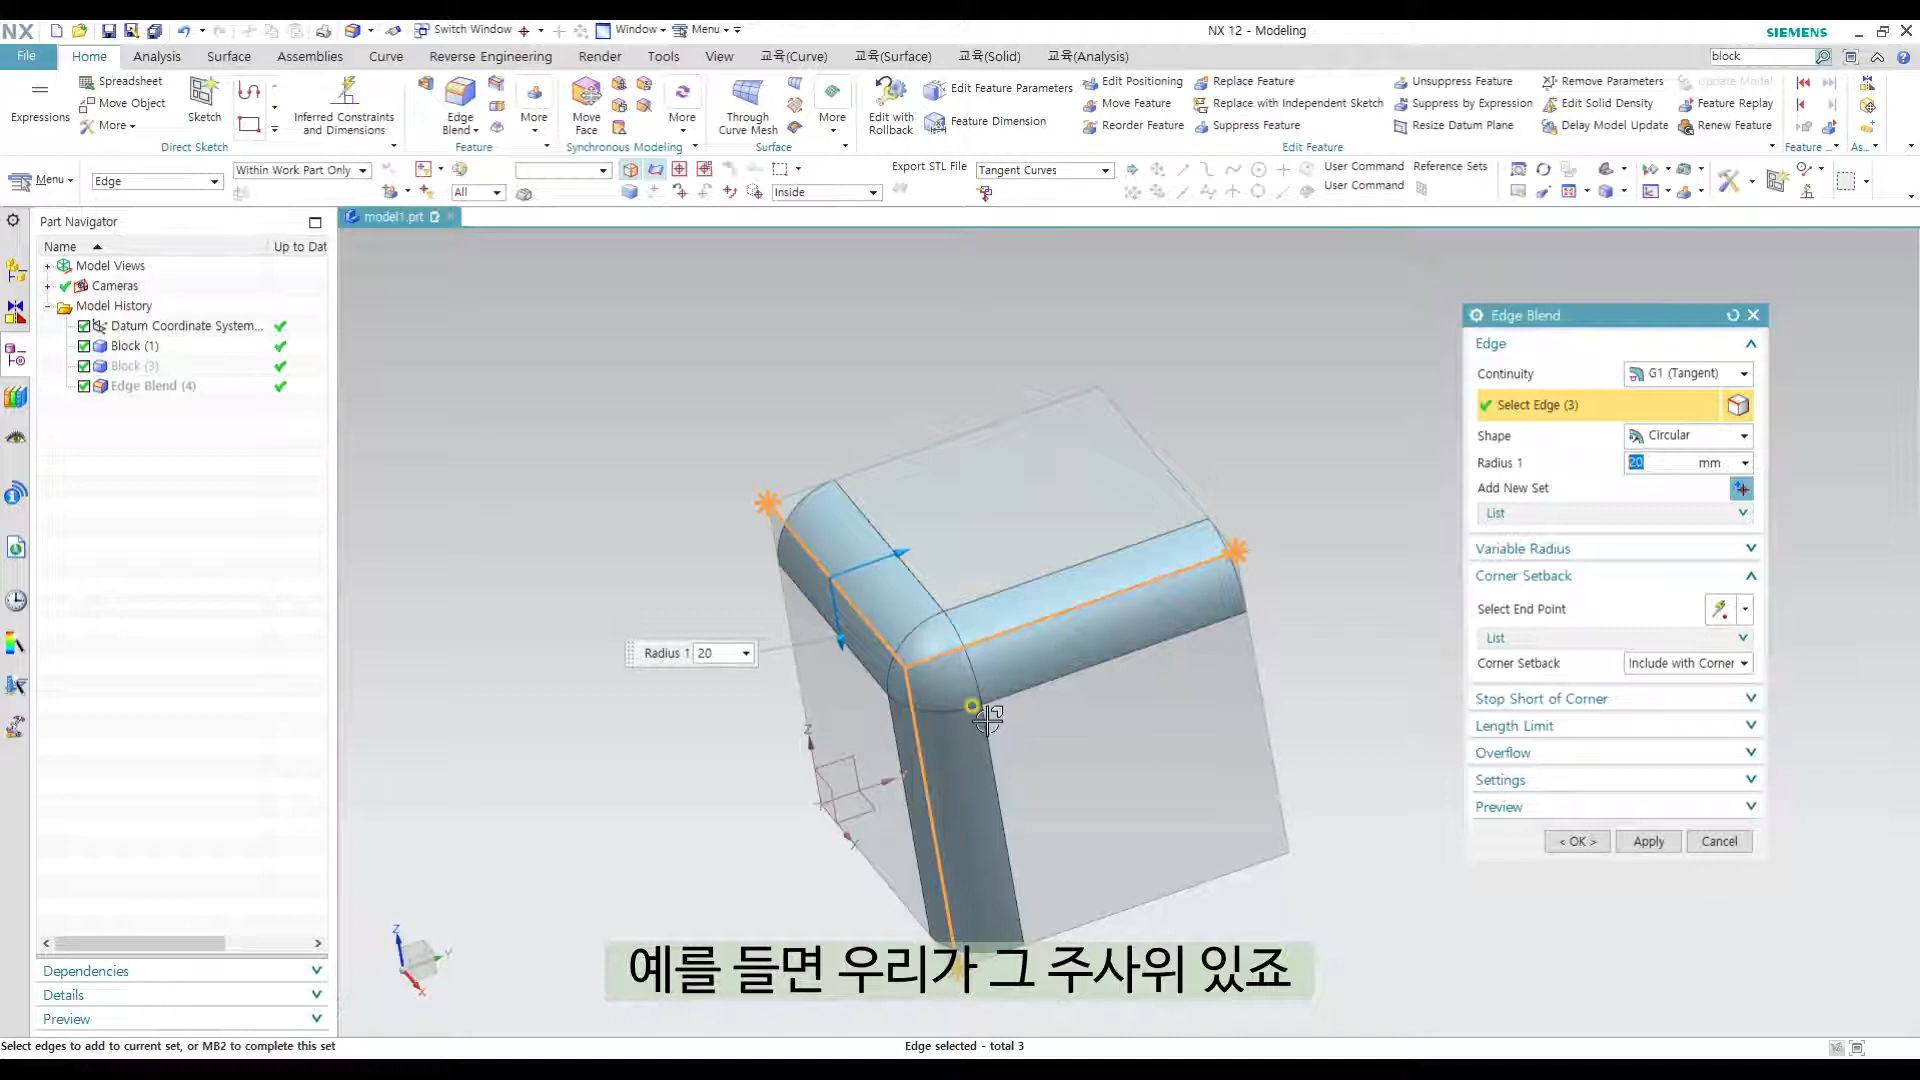 NX
Switch Window
Window
Menu
NX 12 - Modeling
SIEMENS
File
Home
Analysis
Surface
Assemblies
Curve
Reverse Engineering
Render
Tools
View
교육(Curve)
교육(Surface)
교육(Solid)
교육(Analysis)
block
Expressions
Spreadsheet
Move Object
More
Sketch
Inferred Constraints and Dimensions
Direct Sketch
Edge Blend
More
Feature
Move Face
More
Synchronous Modeling
Through Curve Mesh
More
Surface
Edit with Rollback
Edit Feature Parameters
Feature Dimension
Edit Positioning
Move Feature
Reorder Feature
Replace Feature
Replace with Independent Sketch
Suppress Feature
Unsuppress Feature
Suppress by Expression
Resize Datum Plane
Remove Parameters
Edit Solid Density
Delay Model Update
Update Model
Feature Replay
Renew Feature
Edit Feature
Feature ...
As...
Menu
Edge
Within Work Part Only
All
Inside
Export STL File
Tangent Curves
User Command
User Command
Reference Sets
Part Navigator
Name
Up to Dat
Model Views
Cameras
Model History
Datum Coordinate System...
Block (1)
Block (3)
Edge Blend (4)
Dependencies
Details
Preview
model1.prt
Radius 1
20
Z
X
Z
Y
X
Edge Blend
Edge
Continuity
G1 (Tangent)
Select Edge (3)
Shape
Circular
Radius 1
20
mm
Add New Set
List
Variable Radius
Corner Setback
Select End Point
List
Corner Setback
Include with Corner
Stop Short of Corner
Length Limit
Overflow
Settings
Preview
< OK >
Apply
Cancel
예를 들면 우리가 그 주사위 있죠
Select edges to add to current set, or MB2 to complete this set
Edge selected - total 3